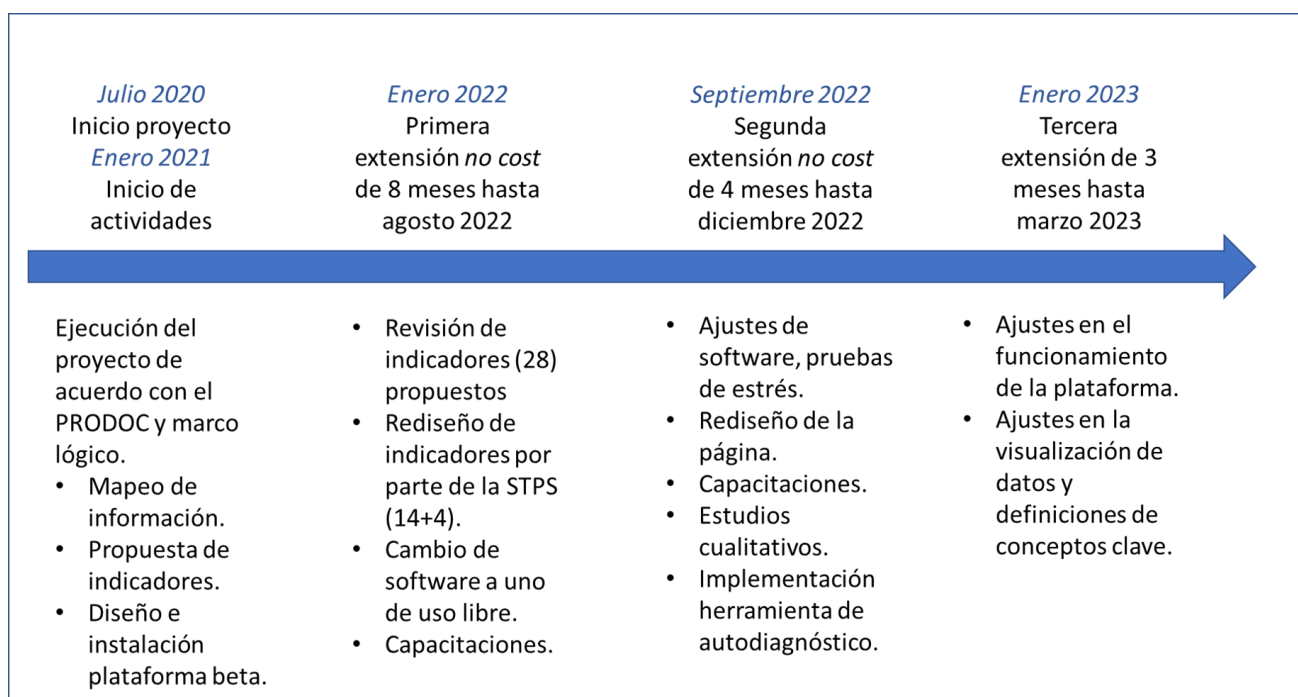 Julio 2020
Inicio proyecto
Enero 2021
Inicio de
actividades
Enero 2022
Primera
extensión no cost
de 8 meses hasta
agosto 2022
Septiembre 2022
Segunda
extensión no cost
de 4 meses hasta
diciembre 2022
Enero 2023
Tercera
extensión de 3
meses hasta
marzo 2023
Ejecución del
proyecto de
acuerdo con el
PRODOC y marco
lógico.
• Mapeo de
información.
• Propuesta de
indicadores.
• Diseño e
instalación
plataforma beta.
• Revisión de
indicadores (28)
propuestos
• Rediseño de
indicadores por
parte de la STPS
(14+4).
• Cambio de
software a uno
de uso libre.
• Capacitaciones.
• Ajustes de
software, pruebas
de estrés.
• Rediseño de la
página.
• Capacitaciones.
• Estudios
cualitativos.
• Implementación
herramienta de
autodiagnóstico.
• Ajustes en el
funcionamiento
de la plataforma.
• Ajustes en la
visualización de
datos y
definiciones de
conceptos clave.